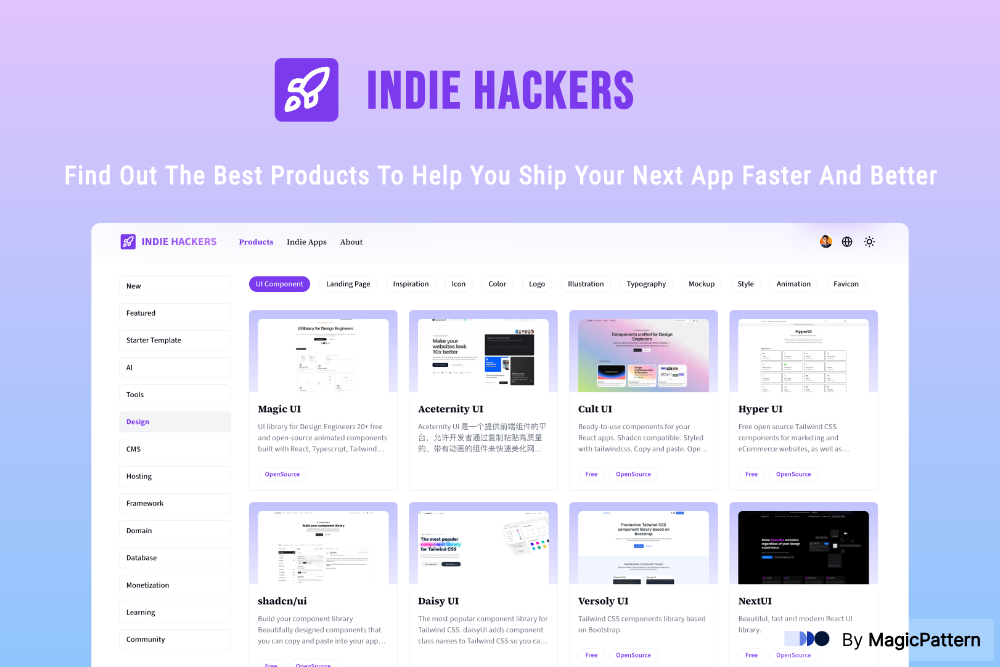 INDIE HACKERS
Find Out The Best Products To Help You Ship Your Next App Faster And Better
INDIE HACKERS
Products
Indie Apps
About
New
Featured
Starter Template
AI
Tools
Design
CMS
Hosting
Framework
Domain
Database
Monetization
Learning
Community
UI Component
Landing Page
Inspiration
Icon
Color
Logo
Illustration
Typography
Mockup
Style
Animation
Favicon
UI library for Design Engineers
Magic UI
UI library for Design Engineers 20+ free
and open-source animated components
built with React, Typescript, Tailwind…
OpenSource
Make your
websites look
10x better
Aceternity UI
Aceternity UI 是一个提供前端组件的平
台，允许开发者通过复制粘贴高质量
的、带有动画的组件来快速美化网…
Components crafted for Design
Engineers
Cult UI
Ready-to-use components for your
React apps. Shadcn compatible. Styled
with tailwindcss. Copy and paste. Ope…
Free
OpenSource
HyperUI
Hyper UI
Free open source Tailwind CSS
components for marketing and
eCommerce websites, as well as…
Free
OpenSource
Build your component library
shadcn/ui
Build your component library
Beautifully designed components that
you can copy and paste into your app…
Free
OpenSource
The most popular
component library
for Tailwind CSS
Daisy UI
The most popular component library for
Tailwind CSS. daisyUI adds component
class names to Tailwind CSS so you ca…
Productive Tailwind CSS
component library based on
Bootstrap
Versoly UI
Tailwind CSS components library based
on Bootstrap
Free
OpenSource
NextUI
Beautiful, fast and modern React UI
library.
Free
OpenSource
By MagicPattern